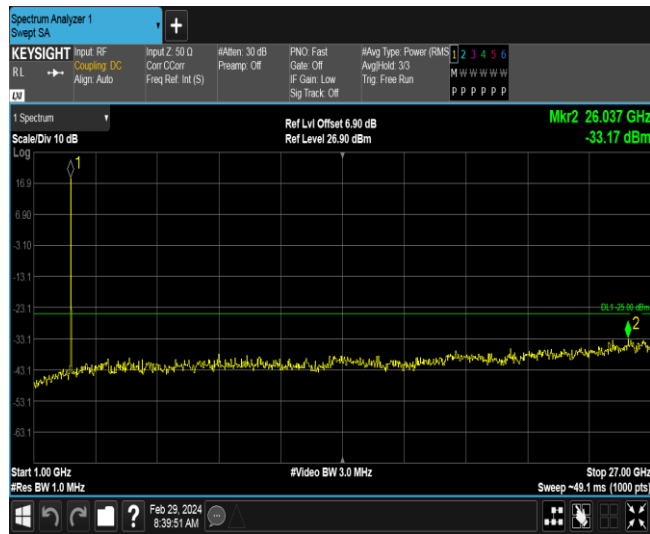 Spectrum Analyzer 1
Swept SA
KEYSIGHT
RL
LXI
Input: RF
Coupling: DC
Align: Auto
Input Z: 50 Ω
Corr CCorr
Freq Ref: Int (S)
#Atten: 30 dB
Preamp: Off
PNO: Fast
Gate: Off
IF Gain: Low
Sig Track: Off
#Avg Type: Power (RMS
Avg|Hold: 3/3
Trig: Free Run
1 2 3 4 5 6
M W W W W W
P P P P P P
1 Spectrum
Scale/Div 10 dB
Log
Ref Lvl Offset 6.90 dB
Ref Level 26.90 dBm
Mkr2 26.037 GHz
-33.17 dBm
1
16.9
6.90
-3.10
-13.1
-23.1
DL1 -25.00 dBm
2
-33.1
-43.1
-53.1
-63.1
Start 1.00 GHz
#Res BW 1.0 MHz
#Video BW 3.0 MHz
Stop 27.00 GHz
Sweep ~49.1 ms (1000 pts)
Feb 29, 2024
8:39:51 AM